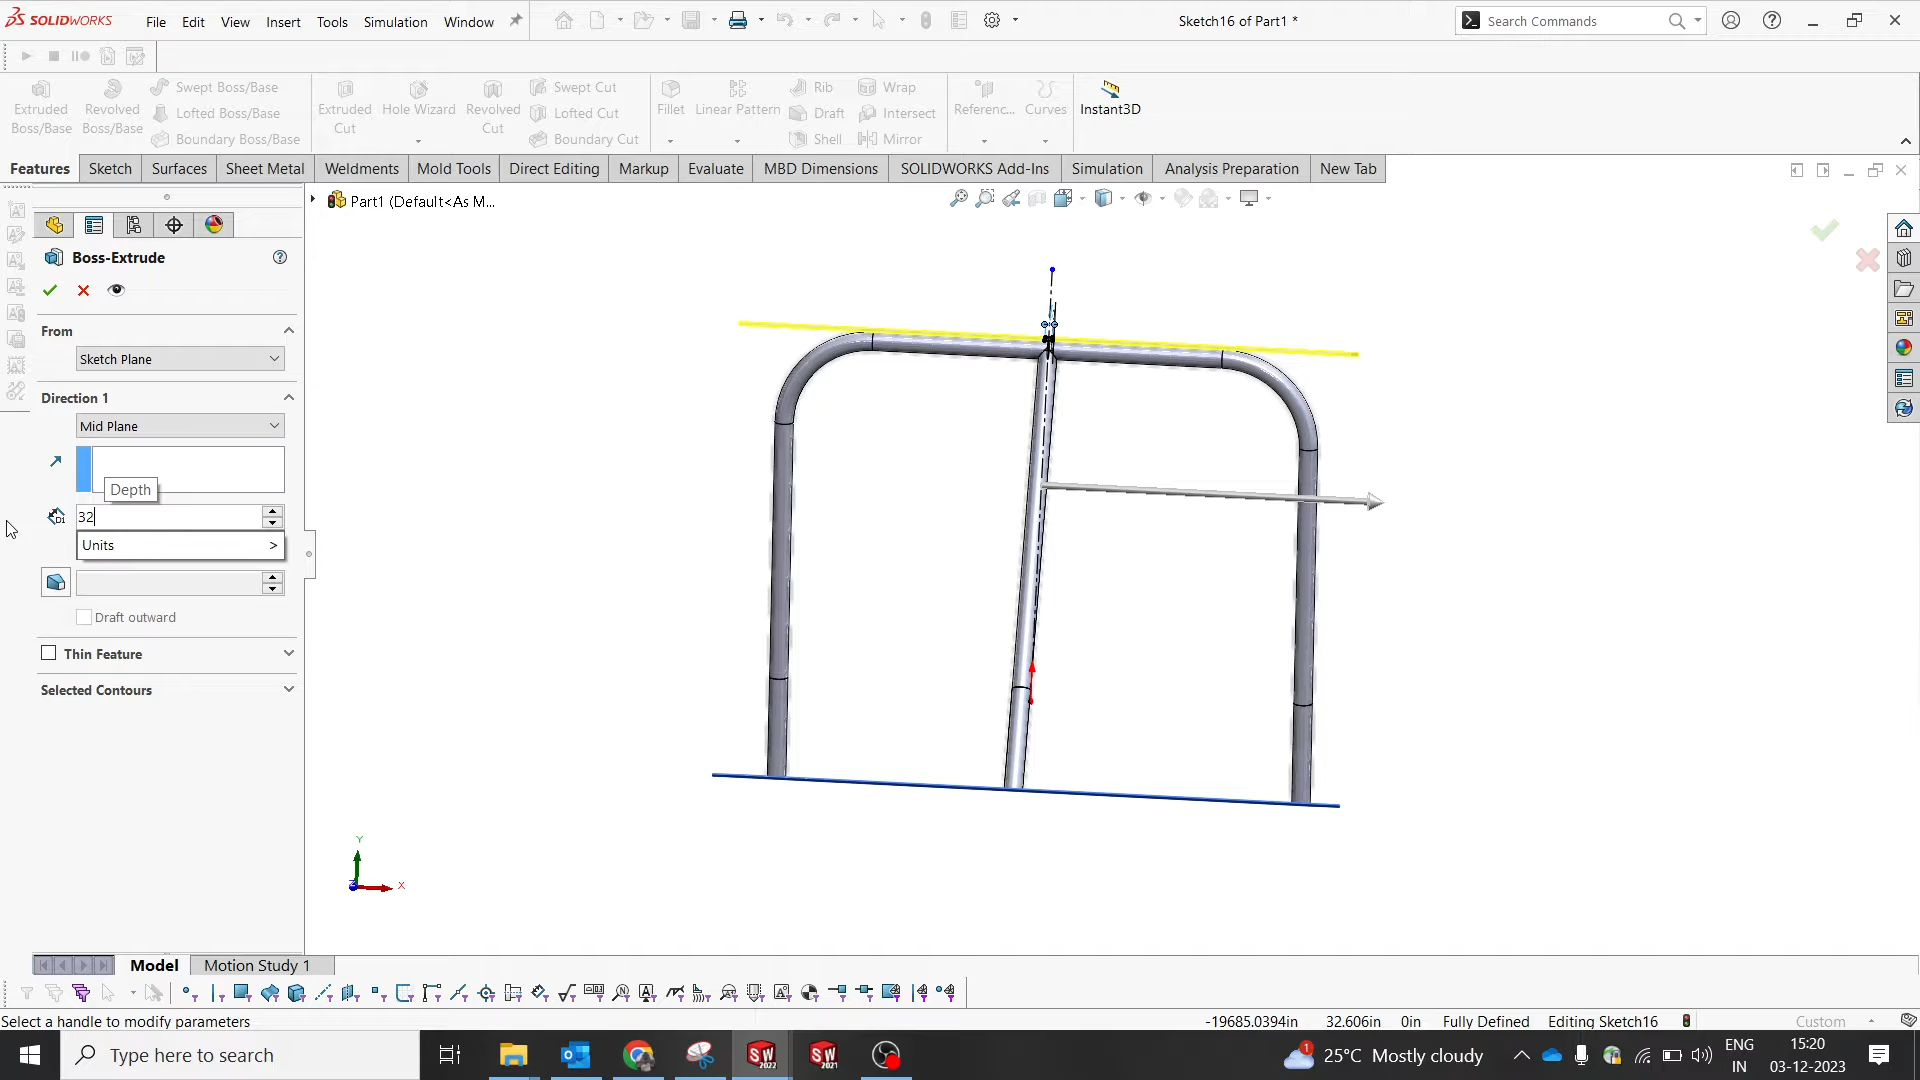 SOLIDWORKS File Edit View Insert Tools Simulation Window Sketch16 of Part1 * Search Commands
Extruded Boss/Base Revolved Boss/Base Swept Boss/Base Extruded Cut Hole Wizard Revolved Cut Swept Cut Fillet Linear Pattern Rib Wrap Referenc... Curves Instant3D
Lofted Boss/Base Lofted Cut Draft Intersect
Boundary Boss/Base Boundary Cut Shell Mirror
Features Sketch Surfaces Sheet Metal Weldments Mold Tools Direct Editing Markup Evaluate MBD Dimensions SOLIDWORKS Add-Ins Simulation Analysis Preparation New Tab
Part1 (Default<As M...
Boss-Extrude
From
Sketch Plane
Direction 1
Mid Plane
Depth
32
Units >
Draft outward
Thin Feature
Selected Contours
Y
X
Model Motion Study 1
Select a handle to modify parameters -19685.0394in 32.606in 0in Fully Defined Editing Sketch16 Custom
Type here to search SW 2022 SW 2021 1 25°C Mostly cloudy ENG IN 15:20 03-12-2023